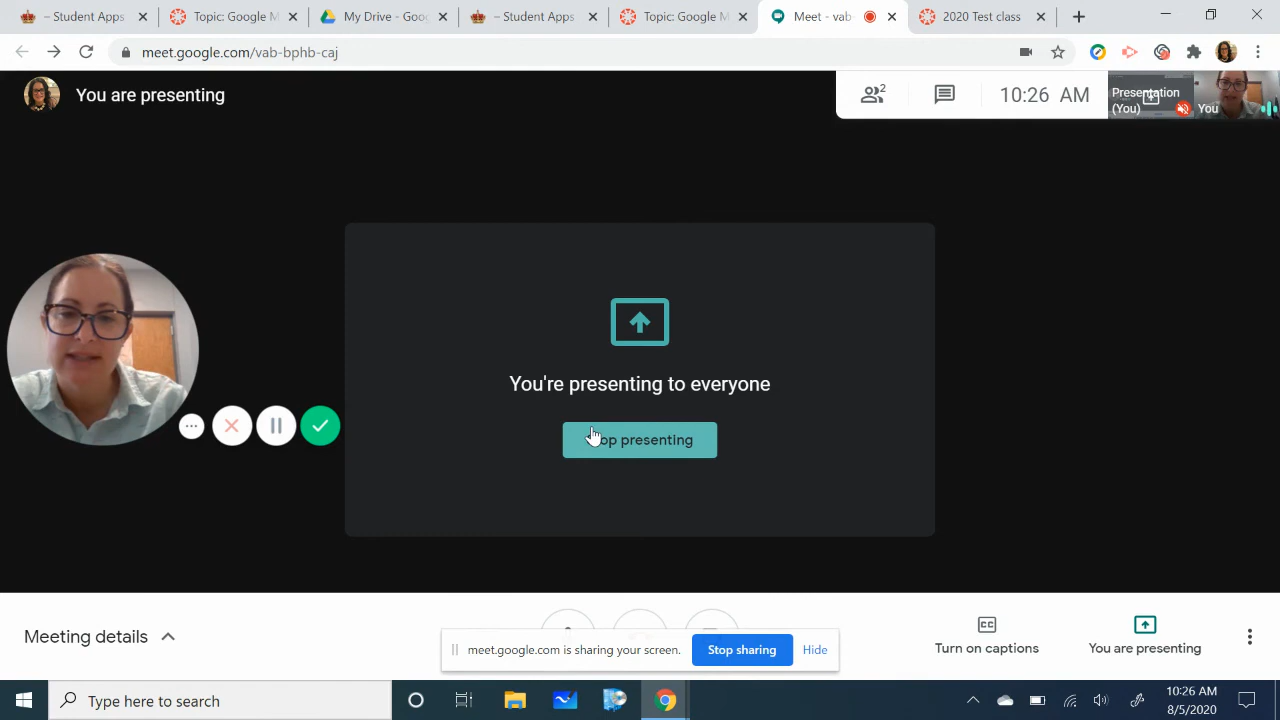 – Student Apps
Topic: Google M
My Drive - Goo
– Student Apps
Topic: Google M
Meet - vab-
2020 Test class
meet.google.com/vab-bphb-caj
You are presenting
2
10:26 AM
Presentation
(You)
You
You're presenting to everyone
op presenting
Meeting details
meet.google.com is sharing your screen.
Stop sharing
Hide
CC
Turn on captions
You are presenting
Type here to search
10:26 AM
8/5/2020